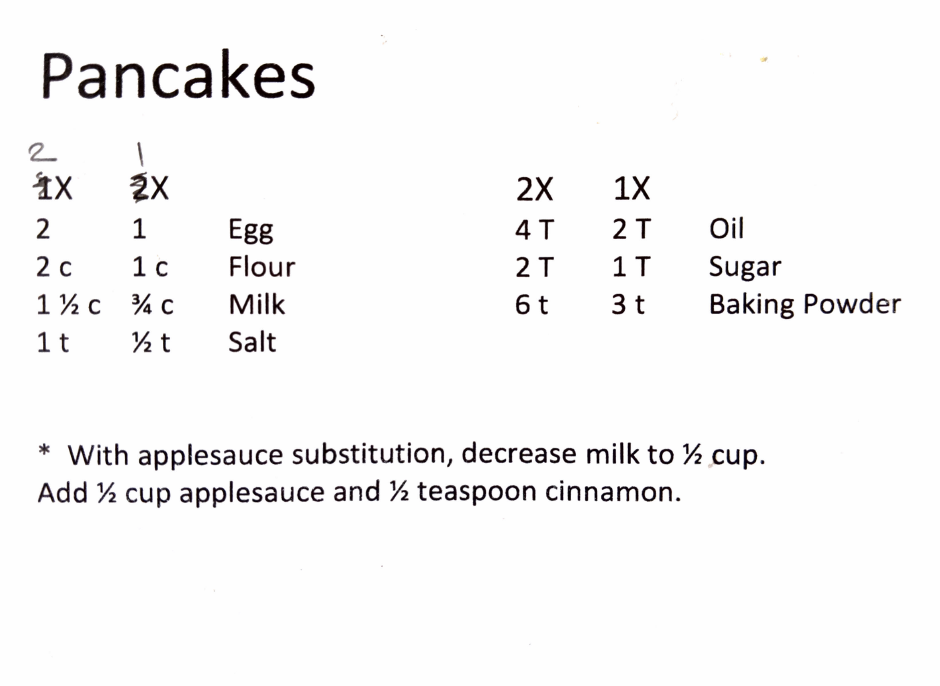 Pancakes
2 1
1X 2X 2X 1X
2 1 Egg 4 T 2 T Oil
2 c 1 c Flour 2 T 1 T Sugar
1 ½ c ¾ c Milk 6 t 3 t Baking Powder
1 t ½ t Salt
* With applesauce substitution, decrease milk to ½ cup.
Add ½ cup applesauce and ½ teaspoon cinnamon.